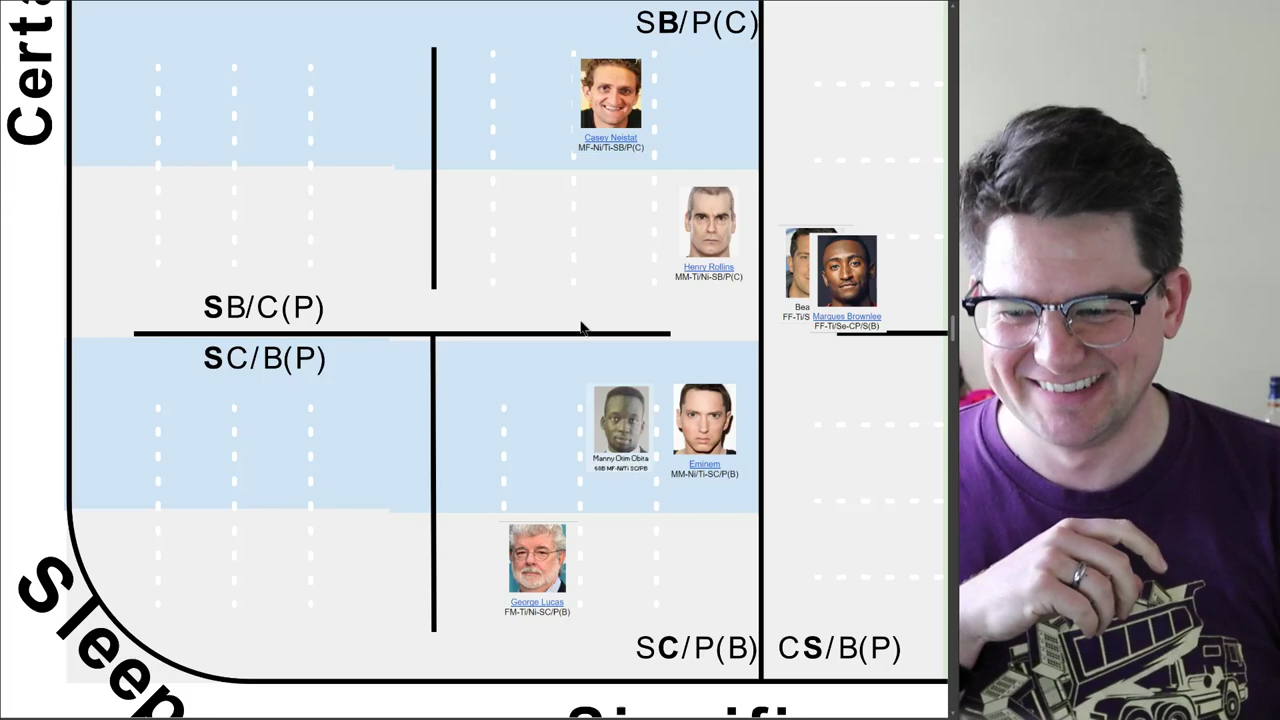 Cert
SB/P(C)
Casey Neistat
MF-Ni/Ti-SB/P(C)
Henry Rollins
MM-Ti/Ni-SB/P(C)
Bea
FF-Ti/S
Marques Brownlee
FF-Ti/Se-CP/S(B)
SB/C(P)
SC/B(P)
Manny Otim Obita
Eminem
MM-Ni/Ti-SC/P(B)
George Lucas
FM-Ti/Ni-SC/P(B)
SC/P(B)
CS/B(P)
Sleep